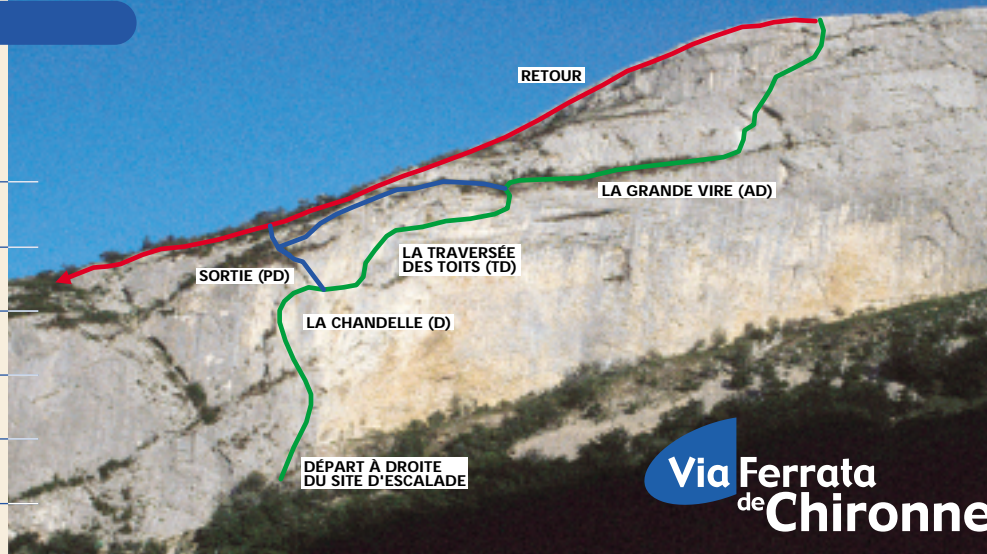 RETOUR
LA GRANDE VIRE (AD)
LA TRAVERSÉE
DES TOITS (TD)
SORTIE (PD)
LA CHANDELLE (D)
DÉPART À DROITE
DU SITE D'ESCALADE
Via Ferrata
de Chironne